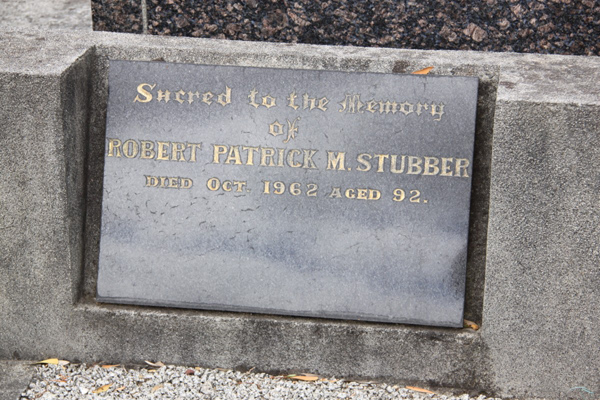 Sacred to the Memory
of
ROBERT PATRICK M. STUBBER
DIED OCT. 1962 AGED 92.